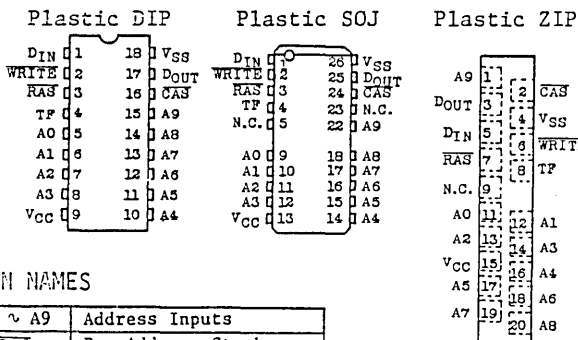 Plastic DIP
DIN 1 18 VSS
WRITE 2 17 DOUT
RAS 3 16 CAS
TF 4 15 A9
A0 5 14 A8
A1 6 13 A7
A2 7 12 A6
A3 8 11 A5
VCC 9 10 A4
Plastic SOJ
DIN 1 26 VSS
WRITE 2 25 DOUT
RAS 3 24 CAS
TF 4 23 N.C.
N.C. 5 22 A9
A0 9 18 A8
A1 10 17 A7
A2 11 16 A6
A3 12 15 A5
VCC 13 14 A4
Plastic ZIP
A9 1
2 CAS
DOUT 3
4 VSS
DIN 5
6 WRIT
RAS 7
8 TF
N.C. 9
A0 11
12 A1
A2 13
14 A3
VCC 15
16 A4
A5 17
18 A6
A7 19
20 A8
N NAMES
~ A9 Address Inputs